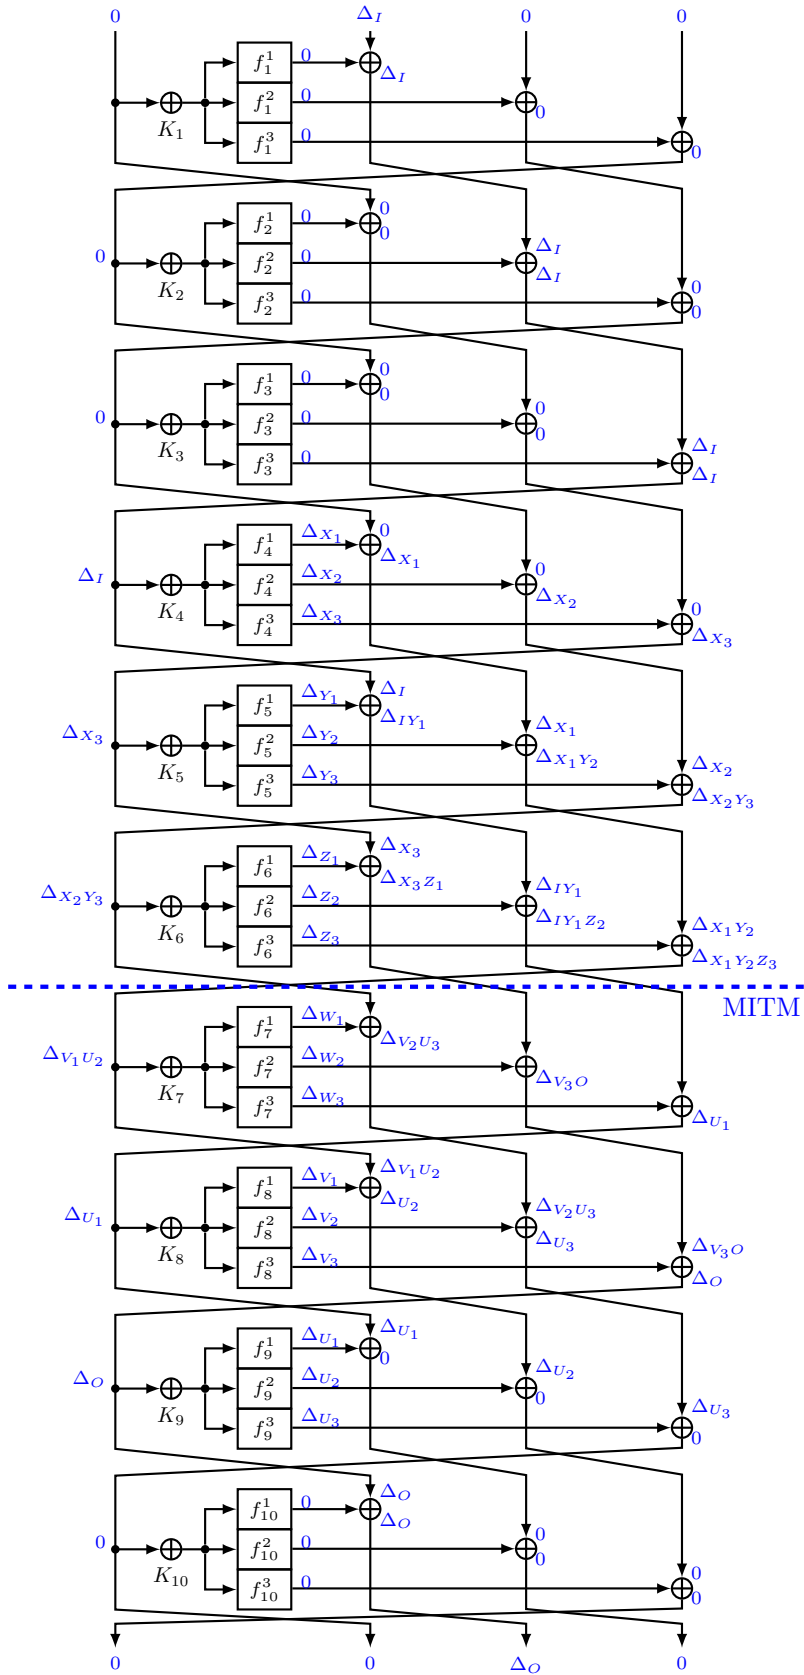 0 Δ_I 0 0
f_1^1 0 Δ_I
f_1^2 0 0
K_1 f_1^3 0 0
f_2^1 0 0 0
0 f_2^2 0 Δ_I Δ_I
K_2 f_2^3 0 0 0
f_3^1 0 0 0
0 f_3^2 0 0 0
K_3 f_3^3 0 Δ_I Δ_I
f_4^1 Δ_{X_1} 0 Δ_{X_1}
Δ_I f_4^2 Δ_{X_2} 0 Δ_{X_2}
K_4 f_4^3 Δ_{X_3} 0 Δ_{X_3}
f_5^1 Δ_{Y_1} Δ_I Δ_{IY_1}
Δ_{X_3} f_5^2 Δ_{Y_2} Δ_{X_1} Δ_{X_1Y_2}
K_5 f_5^3 Δ_{Y_3} Δ_{X_2} Δ_{X_2Y_3}
f_6^1 Δ_{Z_1} Δ_{X_3} Δ_{X_3Z_1}
Δ_{X_2Y_3} f_6^2 Δ_{Z_2} Δ_{IY_1} Δ_{IY_1Z_2}
K_6 f_6^3 Δ_{Z_3} Δ_{X_1Y_2} Δ_{X_1Y_2Z_3}
MITM
f_7^1 Δ_{W_1} Δ_{V_2U_3}
Δ_{V_1U_2} f_7^2 Δ_{W_2} Δ_{V_3O}
K_7 f_7^3 Δ_{W_3} Δ_{U_1}
f_8^1 Δ_{V_1} Δ_{V_1U_2} Δ_{U_2}
Δ_{U_1} f_8^2 Δ_{V_2} Δ_{V_2U_3} Δ_{U_3}
K_8 f_8^3 Δ_{V_3} Δ_{V_3O} Δ_O
f_9^1 Δ_{U_1} Δ_{U_1} 0
Δ_O f_9^2 Δ_{U_2} Δ_{U_2} 0
K_9 f_9^3 Δ_{U_3} Δ_{U_3} 0
f_{10}^1 0 Δ_O Δ_O
0 f_{10}^2 0 0 0
K_{10} f_{10}^3 0 0 0
0 0 Δ_O 0